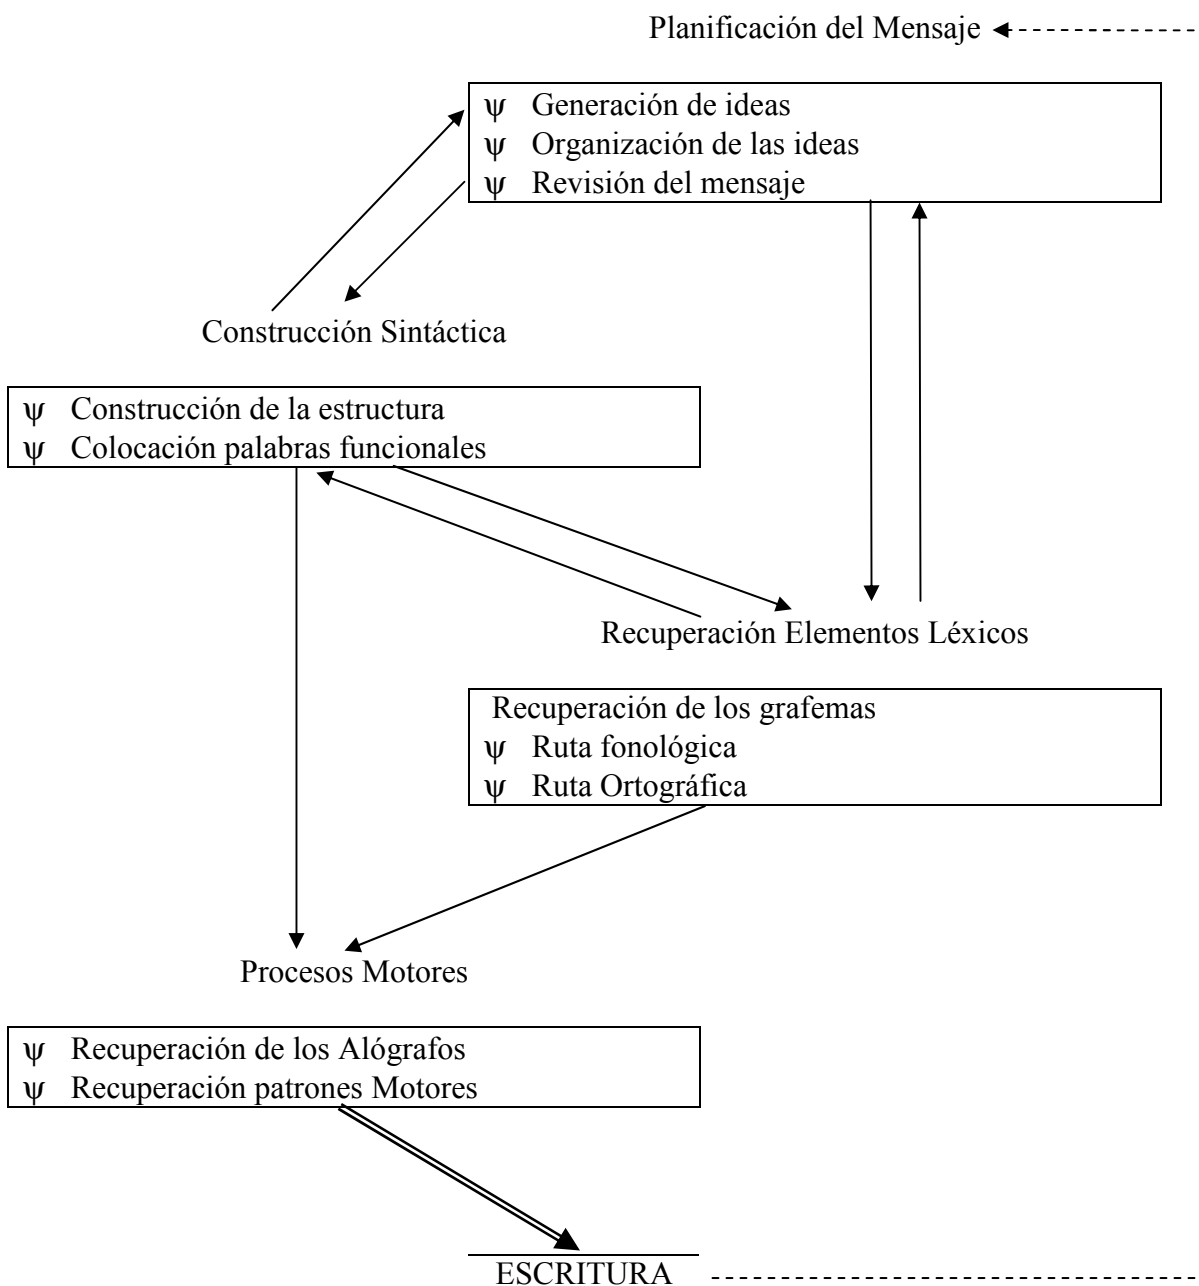 Planificación del Mensaje
ψ Generación de ideas
ψ Organización de las ideas
ψ Revisión del mensaje
Construcción Sintáctica
ψ Construcción de la estructura
ψ Colocación palabras funcionales
Recuperación Elementos Léxicos
Recuperación de los grafemas
ψ Ruta fonológica
ψ Ruta Ortográfica
Procesos Motores
ψ Recuperación de los Alógrafos
ψ Recuperación patrones Motores
ESCRITURA